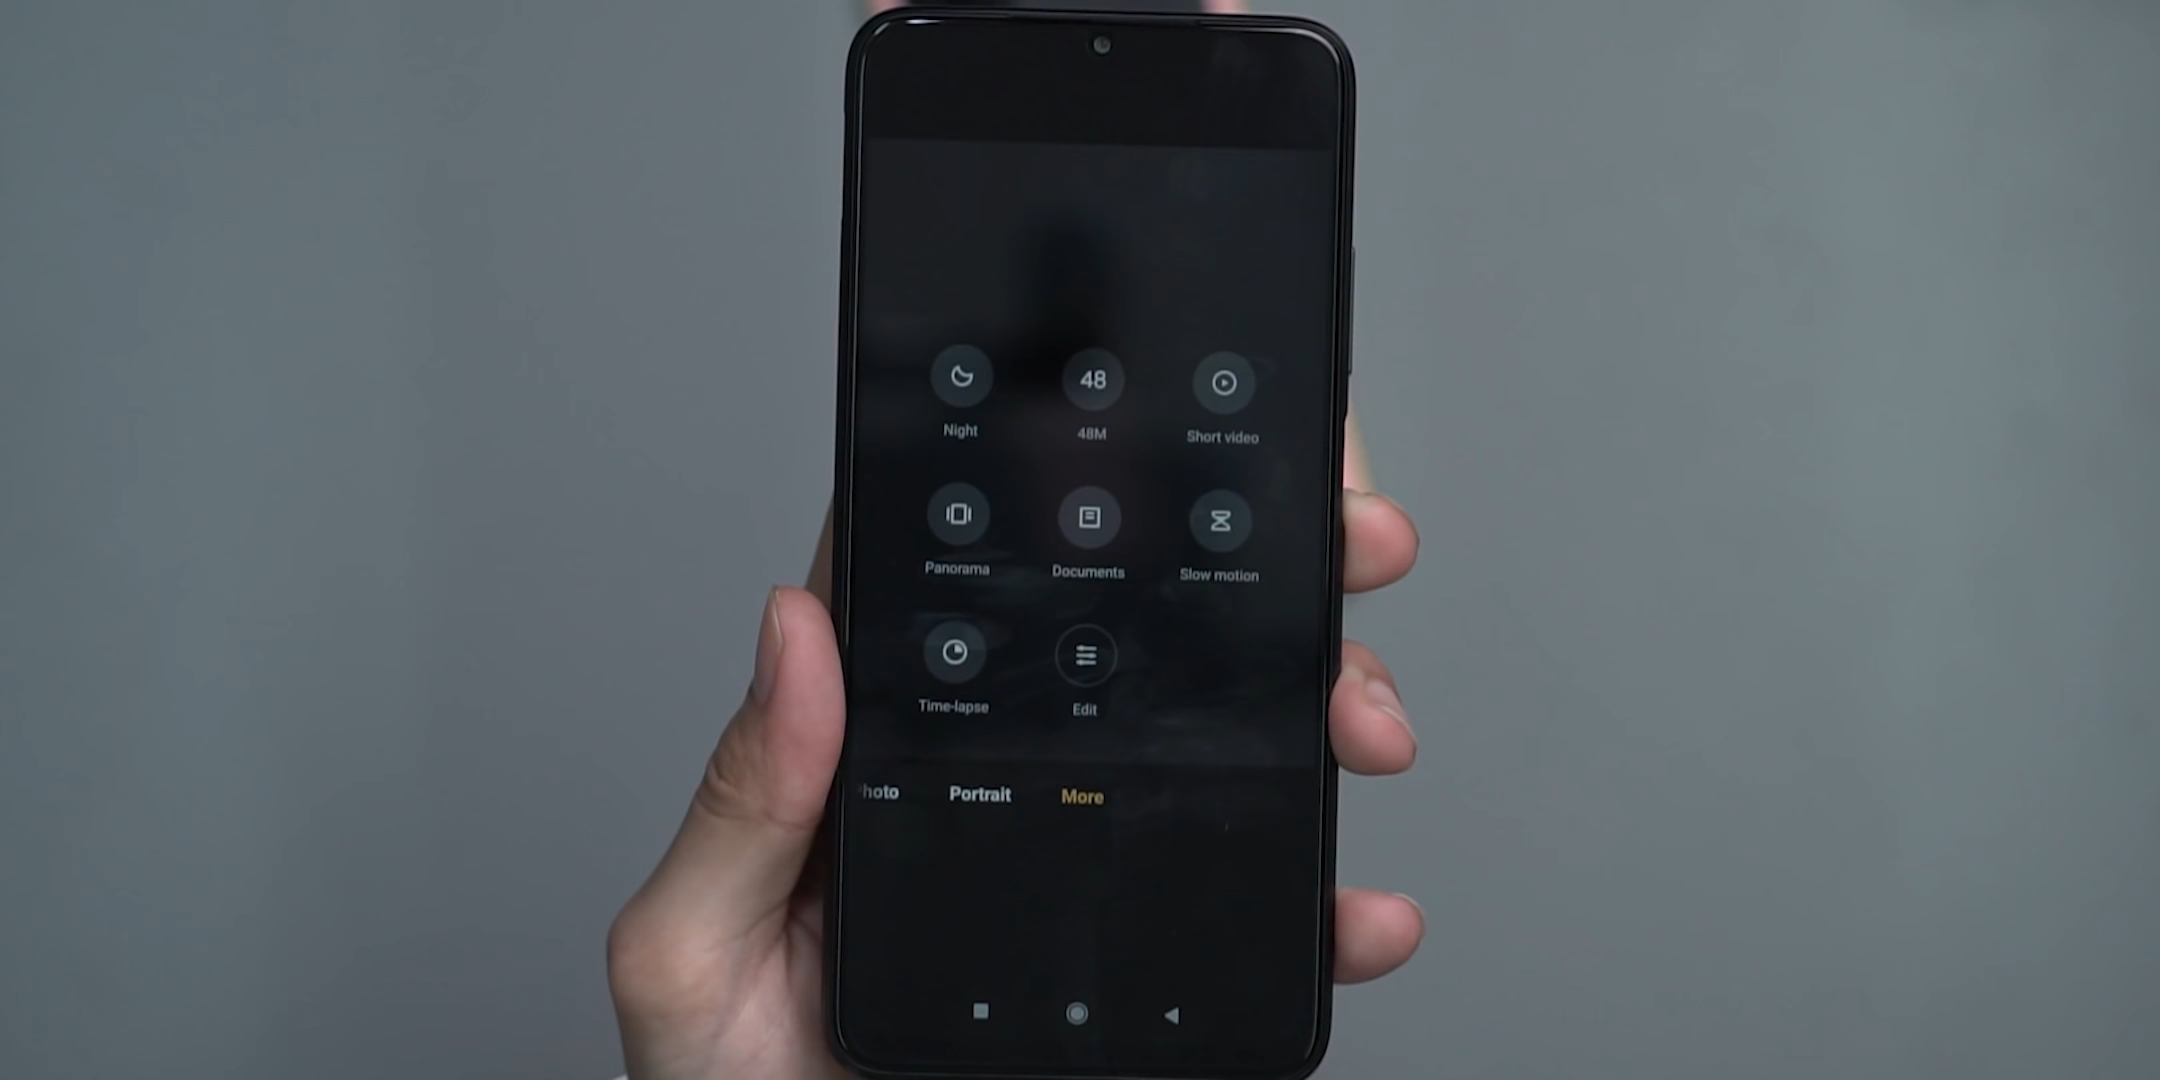 48
Night
48M
Short video
Panorama
Documents
Slow motion
Time-lapse
Edit
hoto
Portrait
More